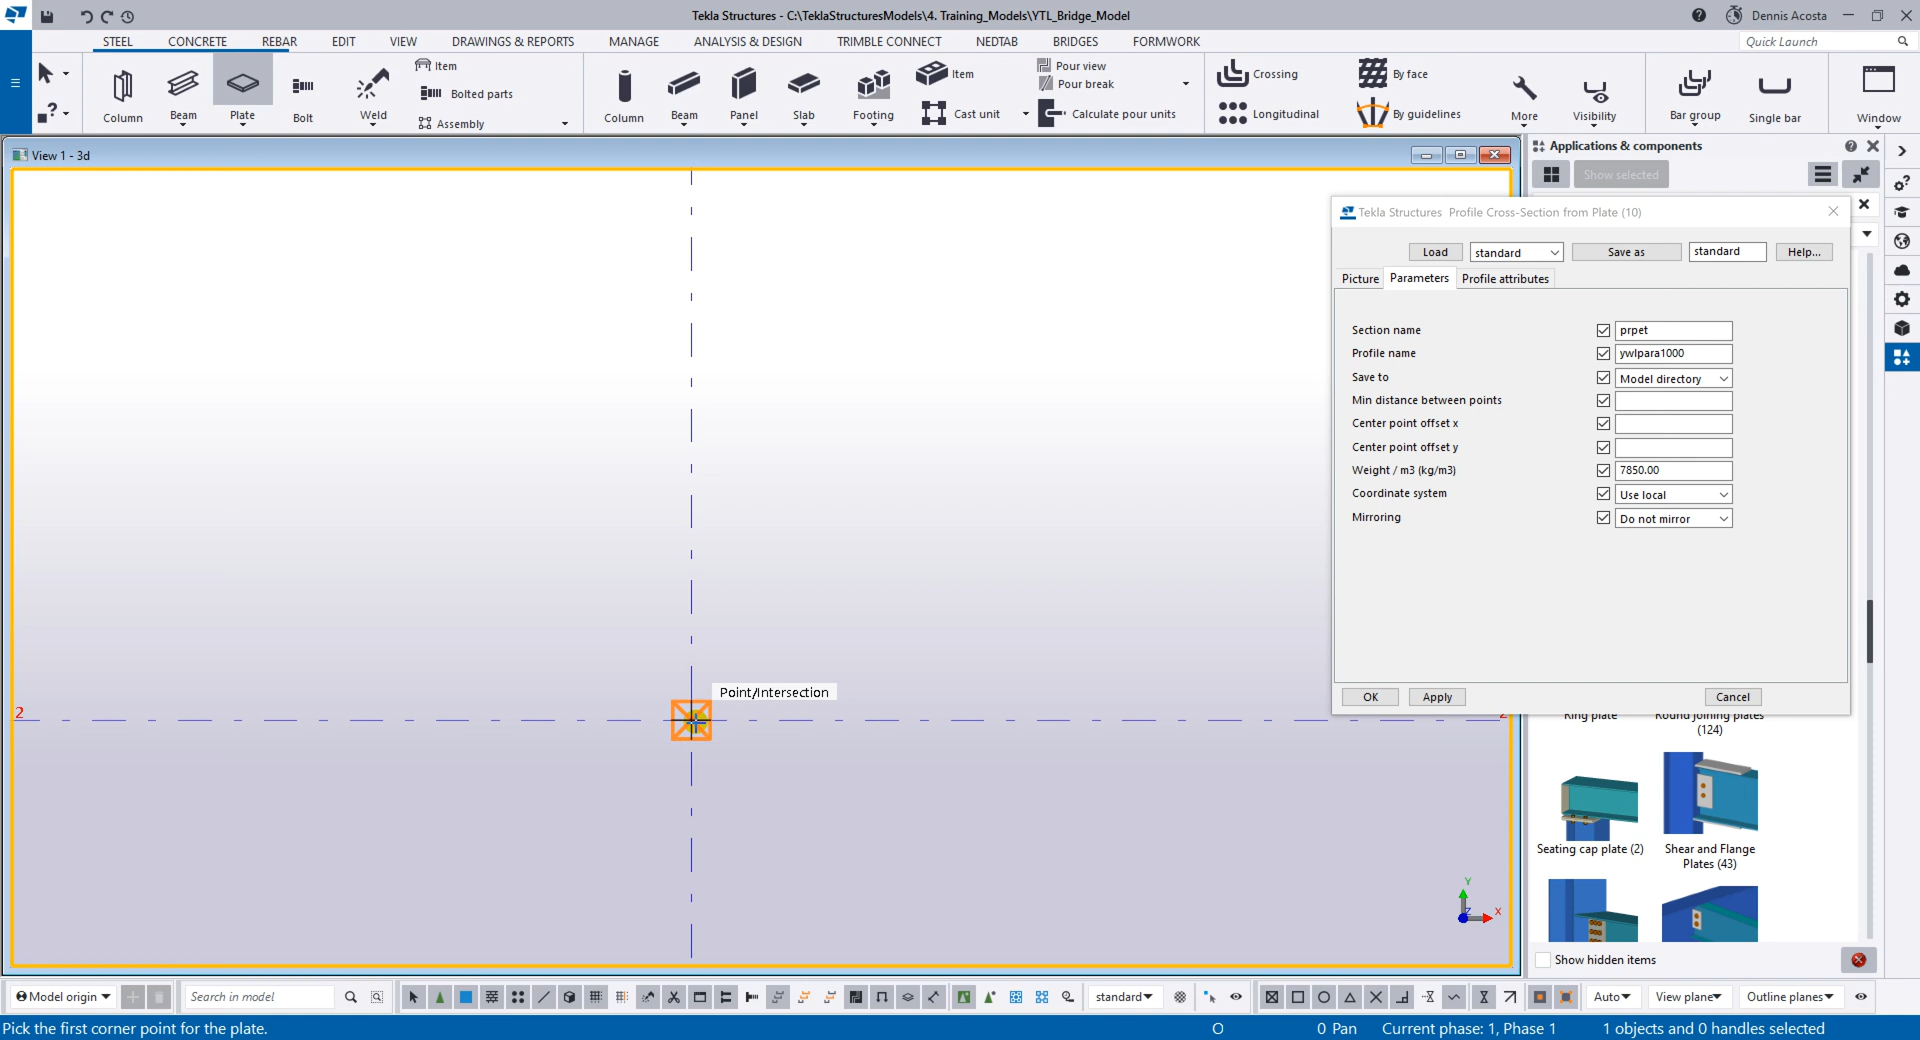 Tekla Structures - C:\TeklaStructuresModels\4. Training_Models\YTL_Bridge_Model
Dennis Acosta
STEEL CONCRETE REBAR EDIT VIEW DRAWINGS & REPORTS MANAGE ANALYSIS & DESIGN TRIMBLE CONNECT NEDTAB BRIDGES FORMWORK
Quick Launch
Column Beam Plate Bolt Weld
Item
Bolted parts
Assembly
Column Beam Panel Slab Footing
Item
Cast unit
Pour view
Pour break
Calculate pour units
Crossing
Longitudinal
By face
By guidelines
More Visibility Bar group Single bar Window
View 1 - 3d
Applications & components
Show selected
Tekla Structures Profile Cross-Section from Plate (10)
Load standard Save as standard Help...
Picture Parameters Profile attributes
Section name prpet
Profile name ywlpara1000
Save to Model directory
Min distance between points
Center point offset x
Center point offset y
Weight / m3 (kg/m3) 7850.00
Coordinate system Use local
Mirroring Do not mirror
OK Apply Cancel
Point/Intersection
2
2
Ring plate
Round Joining plates
(124)
Seating cap plate (2)
Shear and Flange
Plates (43)
Y
Z
X
Show hidden items
Model origin Search in model standard Auto View plane Outline planes
Pick the first corner point for the plate. O 0 Pan Current phase: 1, Phase 1 1 objects and 0 handles selected